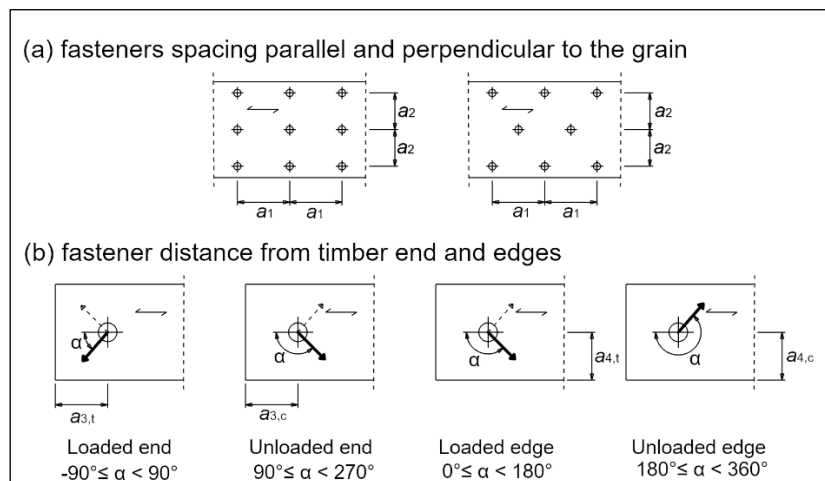 (a) fasteners spacing parallel and perpendicular to the grain
a2
a2
a1 a1
a2
a2
a1 a1
(b) fastener distance from timber end and edges
α
a3,t
Loaded end
-90°≤ α < 90°
α
a3,c
Unloaded end
90°≤ α < 270°
α
a4,t
Loaded edge
0°≤ α < 180°
α
a4,c
Unloaded edge
180°≤ α < 360°